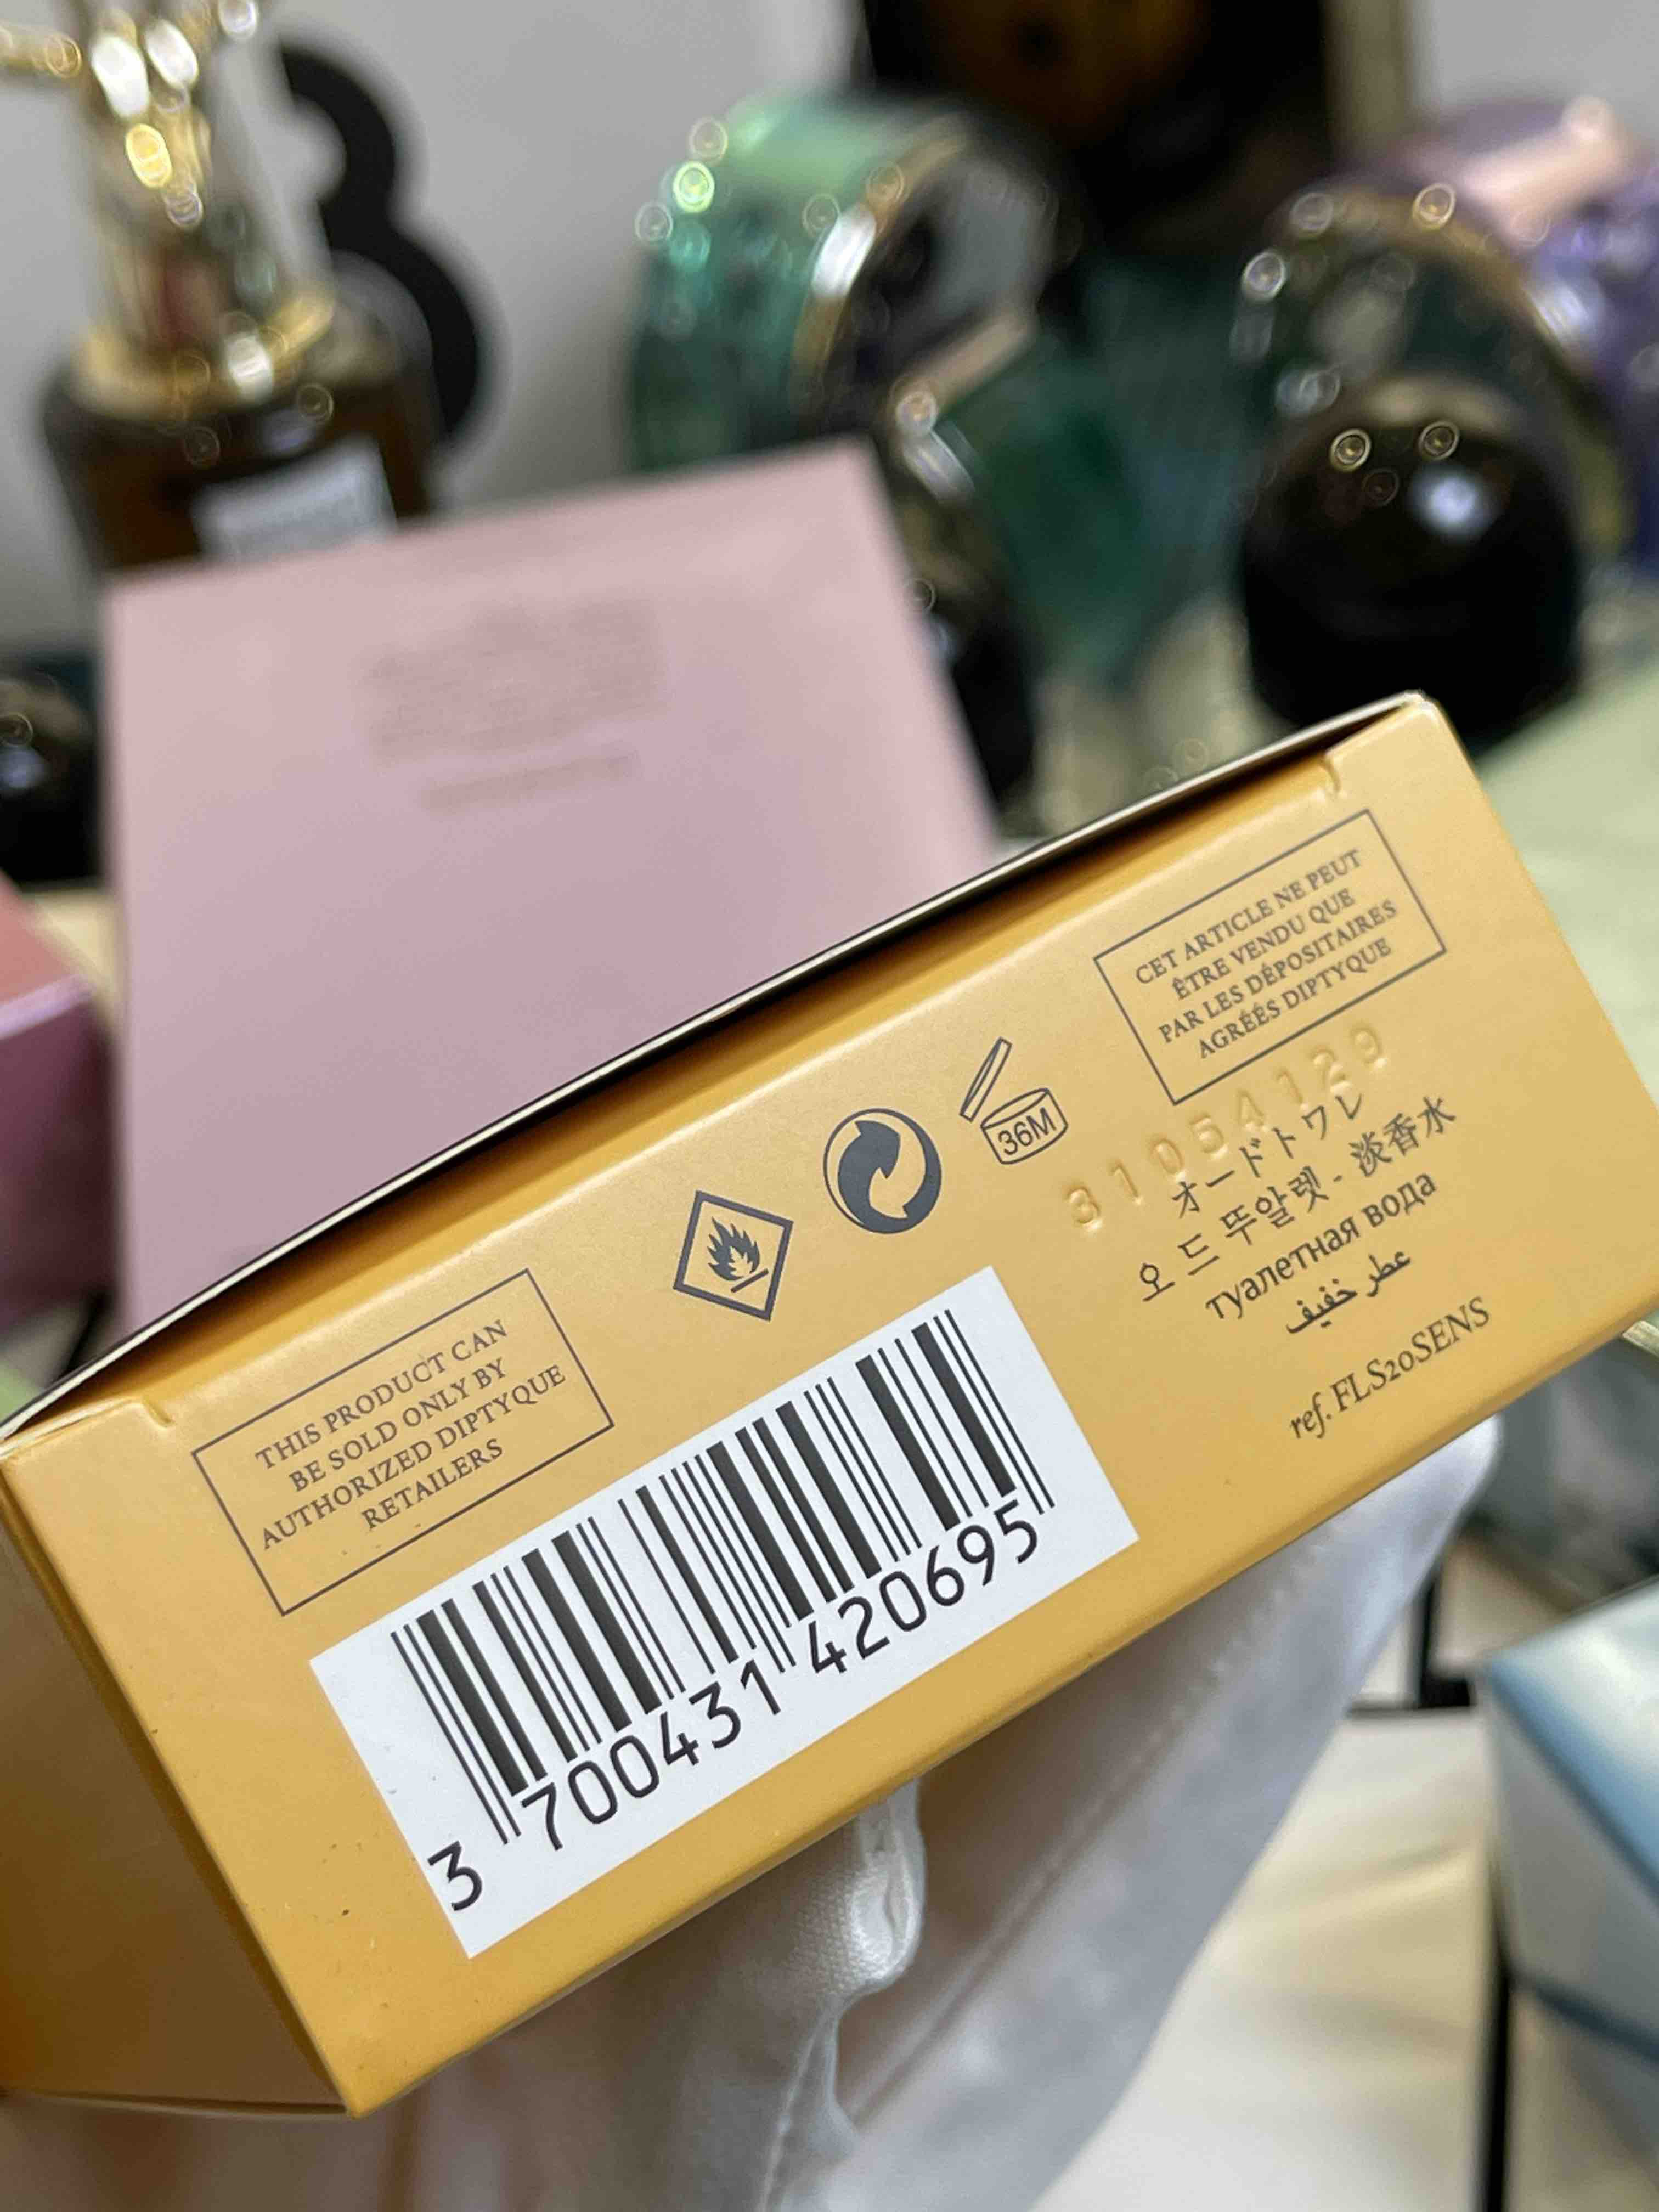 THIS PRODUCT CAN
BE SOLD ONLY BY
AUTHORIZED DIPTYQUE
RETAILERS
36M
CET ARTICLE NE PEUT
ÊTRE VENDU QUE
PAR LES DÉPOSITAIRES
AGRÉÉS DIPTYQUE
31054129
オードトワレ
오 드 뚜알렛 - 淡香水
туалетная вода
عطر خفيف
ref. FLS20SENS
3 700431 420695